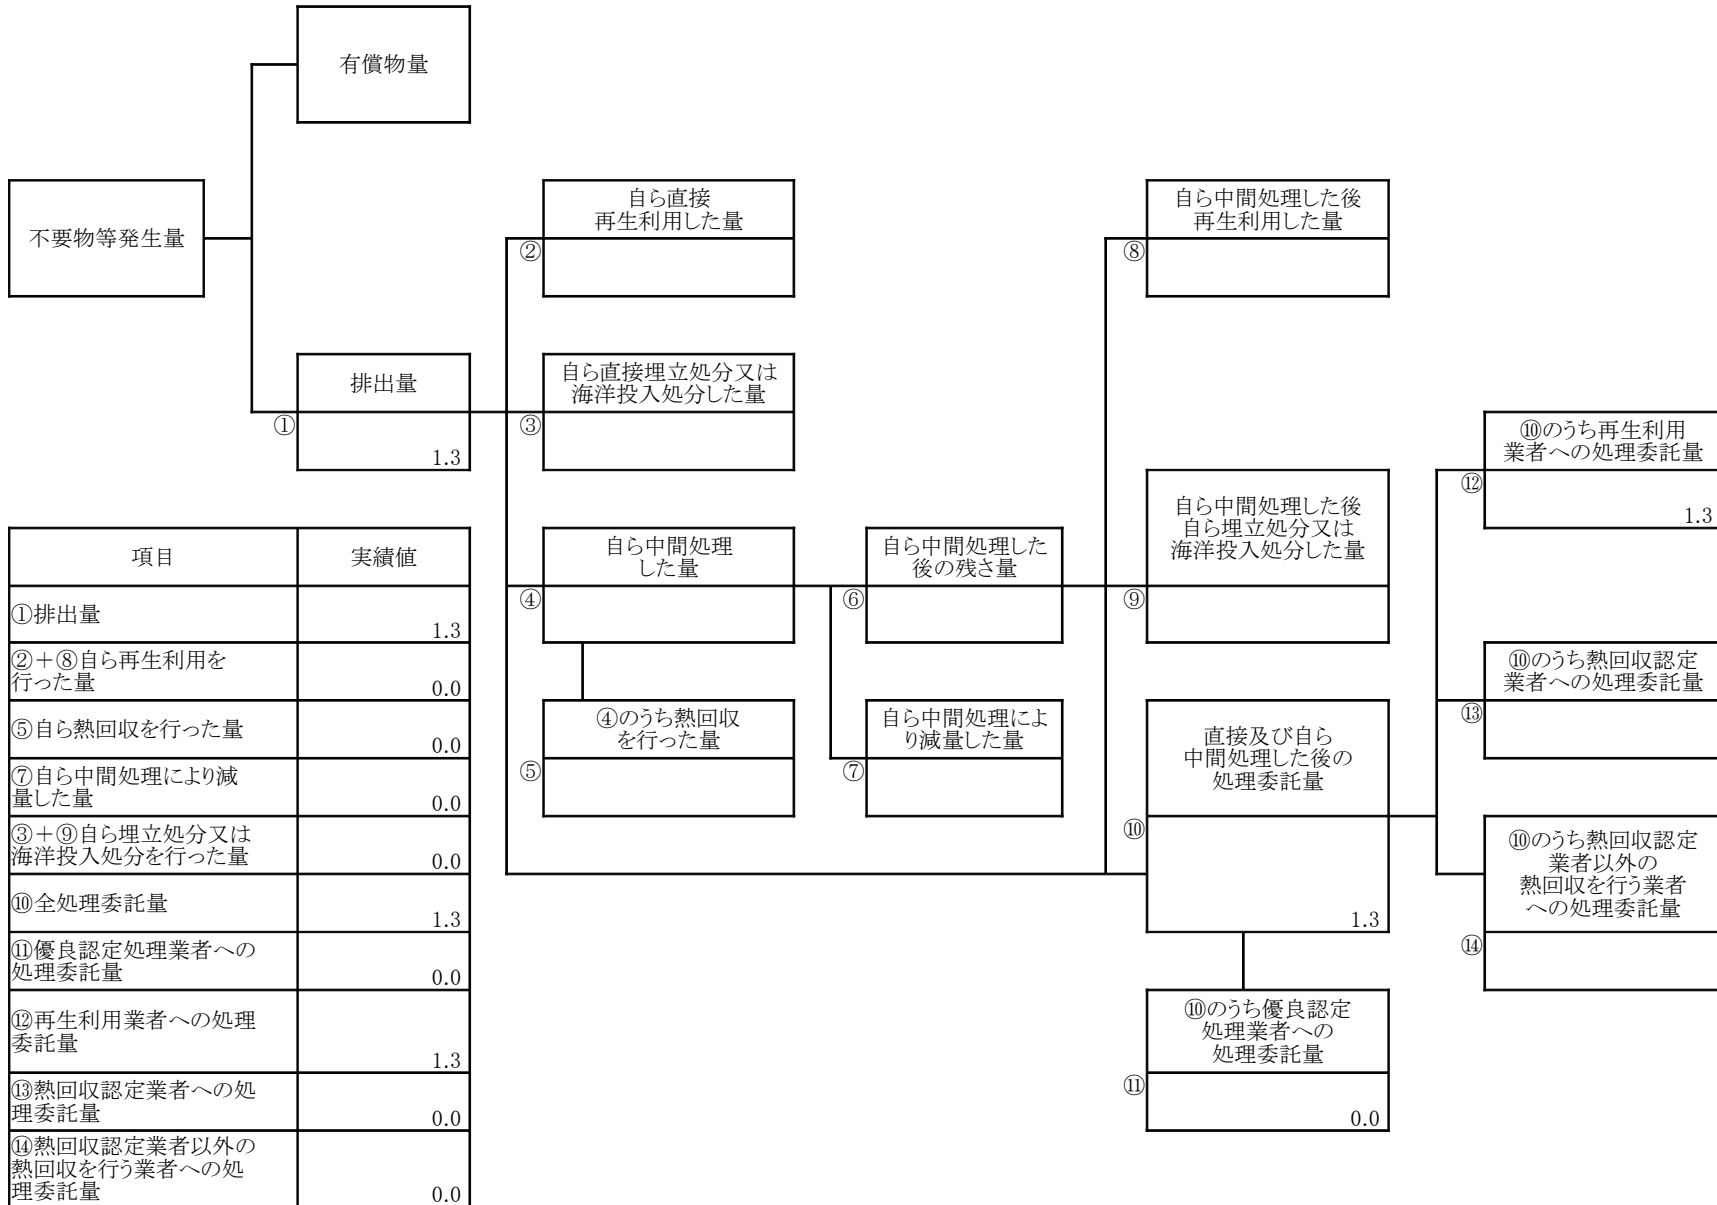 有償物量
不要物等発生量
自ら直接
再生利用した量
②
自ら中間処理した後
再生利用した量
⑧
排出量
①
1.3
自ら直接埋立処分又は
海洋投入処分した量
③
⑩のうち再生利用
業者への処理委託量
⑫
1.3
自ら中間処理
した量
④
自ら中間処理した
後の残さ量
⑥
自ら中間処理した後
自ら埋立処分又は
海洋投入処分した量
⑨
⑩のうち熱回収認定
業者への処理委託量
⑬
④のうち熱回収
を行った量
⑤
自ら中間処理によ
り減量した量
⑦
直接及び自ら
中間処理した後の
処理委託量
⑩
1.3
⑩のうち熱回収認定
業者以外の
熱回収を行う業者
への処理委託量
⑭
⑩のうち優良認定
処理業者への
処理委託量
⑪
0.0
項目 実績値
①排出量
1.3
②＋⑧自ら再生利用を
行った量
0.0
⑤自ら熱回収を行った量
0.0
⑦自ら中間処理により減
量した量
0.0
③＋⑨自ら埋立処分又は
海洋投入処分を行った量
0.0
⑩全処理委託量
1.3
⑪優良認定処理業者への
処理委託量
0.0
⑫再生利用業者への処理
委託量
1.3
⑬熱回収認定業者への処
理委託量
0.0
⑭熱回収認定業者以外の
熱回収を行う業者への処
理委託量
0.0